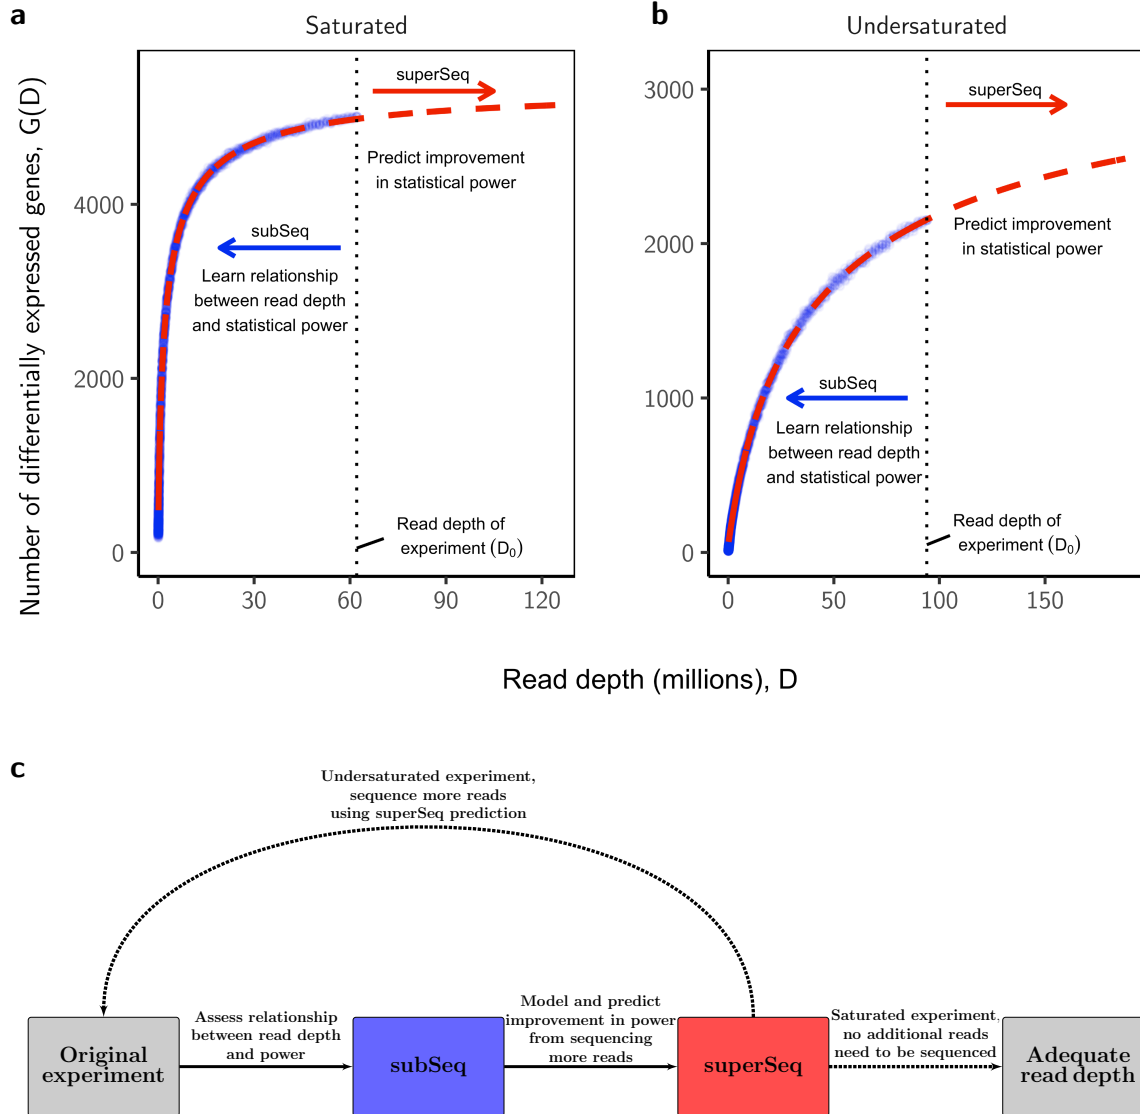 a
Saturated
b
Undersaturated
Number of differentially expressed genes, G(D)
superSeq
Predict improvement
in statistical power
subSeq
Learn relationship
between read depth
and statistical power
Read depth of
experiment (D₀)
0
2000
4000
0
30
60
90
120
superSeq
Predict improvement
in statistical power
subSeq
Learn relationship
between read depth
and statistical power
Read depth of
experiment (D₀)
0
1000
2000
3000
0
50
100
150
Read depth (millions), D
c
Undersaturated experiment,
sequence more reads
using superSeq prediction
Original
experiment
Assess relationship
between read depth
and power
subSeq
Model and predict
improvement in power
from sequencing
more reads
superSeq
Saturated experiment,
no additional reads
need to be sequenced
Adequate
read depth